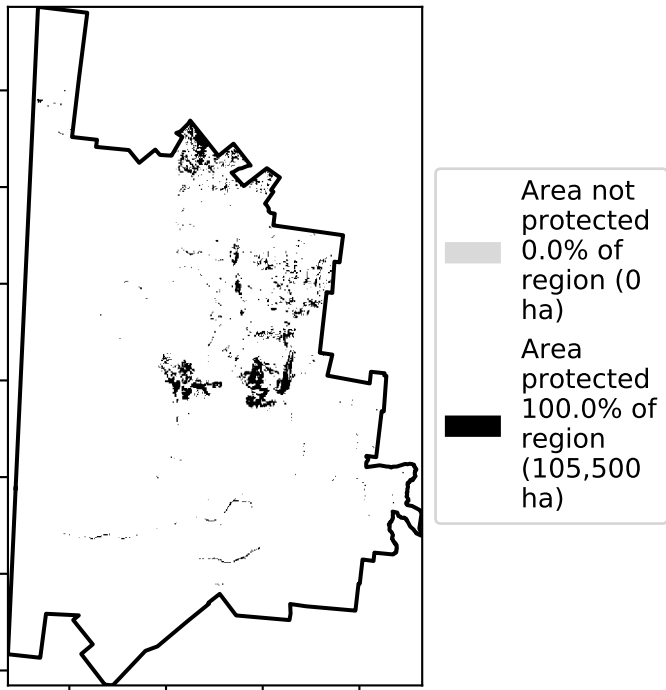 Area not
protected
0.0% of
region (0
ha)
Area
protected
100.0% of
region
(105,500
ha)